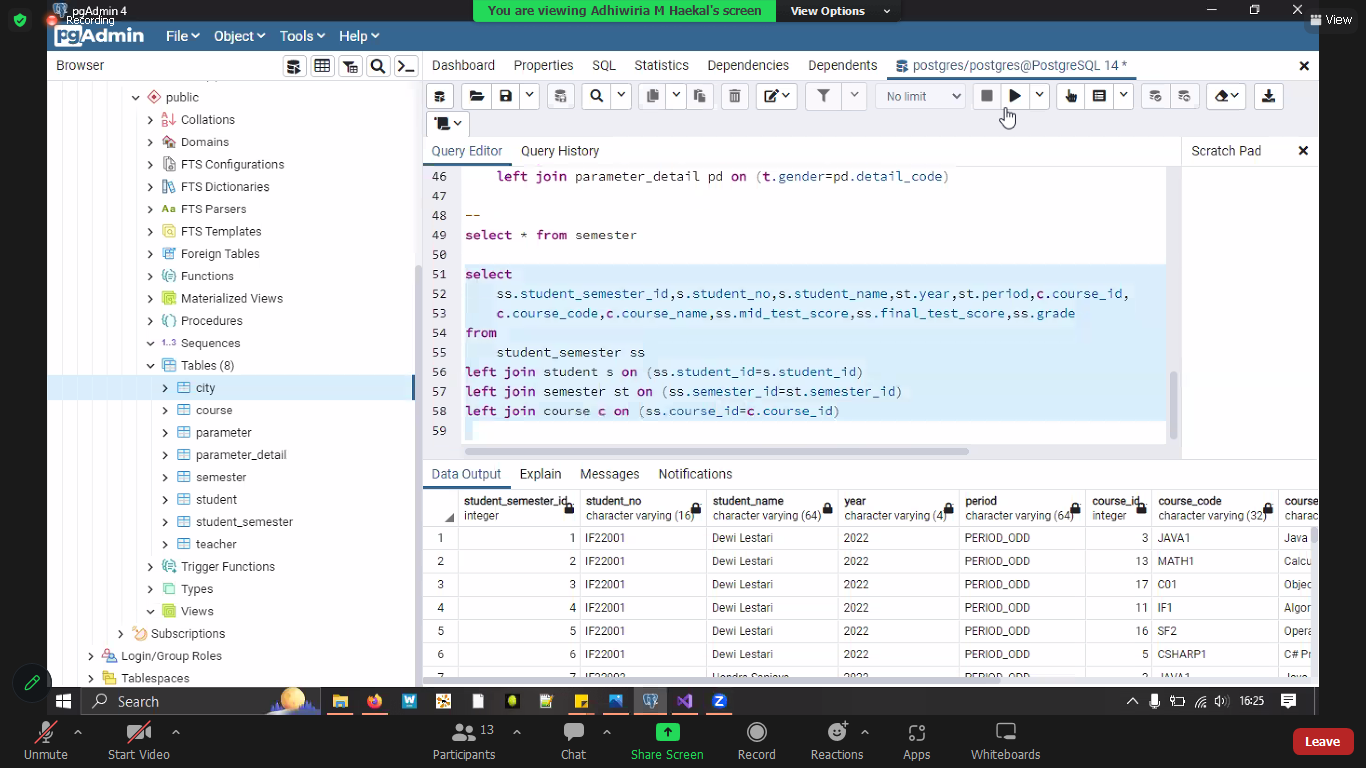 pgAdmin 4
Recording
You are viewing Adhiwiria M Haekal's screen
View Options
View
pgAdmin
File
Object
Tools
Help
Browser
Dashboard
Properties
SQL
Statistics
Dependencies
Dependents
postgres/postgres@PostgreSQL 14 *
No limit
Query Editor
Query History
Scratch Pad
public
Collations
Domains
FTS Configurations
FTS Dictionaries
Aa FTS Parsers
FTS Templates
Foreign Tables
Functions
Materialized Views
Procedures
1..3 Sequences
Tables (8)
city
course
parameter
parameter_detail
semester
student
student_semester
teacher
Trigger Functions
Types
Views
Subscriptions
Login/Group Roles
Tablespaces
46 left join parameter_detail pd on (t.gender=pd.detail_code)
47
48 --
49 select * from semester
50
51 select
52 ss.student_semester_id,s.student_no,s.student_name,st.year,st.period,c.course_id,
53 c.course_code,c.course_name,ss.mid_test_score,ss.final_test_score,ss.grade
54 from
55 student_semester ss
56 left join student s on (ss.student_id=s.student_id)
57 left join semester st on (ss.semester_id=st.semester_id)
58 left join course c on (ss.course_id=c.course_id)
59
Data Output
Explain
Messages
Notifications
student_semester_id student_no student_name year period course_id course_code course
integer character varying (16) character varying (64) character varying (4) character varying (64) integer character varying (32) charac
1 1 IF22001 Dewi Lestari 2022 PERIOD_ODD 3 JAVA1 Java
2 2 IF22001 Dewi Lestari 2022 PERIOD_ODD 13 MATH1 Calcu
3 3 IF22001 Dewi Lestari 2022 PERIOD_ODD 17 C01 Objec
4 4 IF22001 Dewi Lestari 2022 PERIOD_ODD 11 IF1 Algor
5 5 IF22001 Dewi Lestari 2022 PERIOD_ODD 16 SF2 Opera
6 6 IF22001 Dewi Lestari 2022 PERIOD_ODD 5 CSHARP1 C# Pr
Search
16:25
Unmute
Start Video
Participants
13
Chat
Share Screen
Record
Reactions
Apps
Whiteboards
Leave